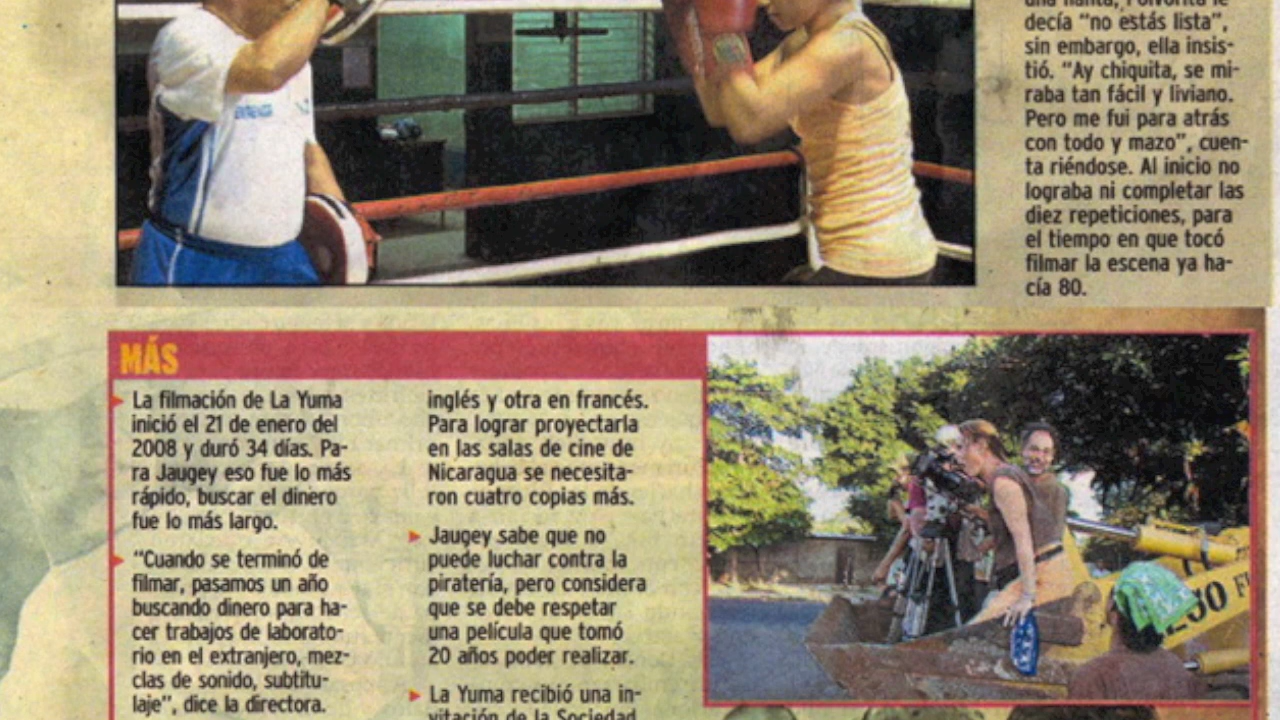 decía “no estás lista”,
sin embargo, ella insis-
tió. “Ay chiquita, se mi-
raba tan fácil y liviano.
Pero me fui para atrás
con todo y mazo”, cuen-
ta riéndose. Al inicio no
lograba ni completar las
diez repeticiones, para
el tiempo en que tocó
filmar la escena ya ha-
cía 80.
MÁS
La filmación de La Yuma
inició el 21 de enero del
2008 y duró 34 días. Pa-
ra Jaugey eso fue lo más
rápido, buscar el dinero
fue lo más largo.
“Cuando se terminó de
filmar, pasamos un año
buscando dinero para ha-
cer trabajos de laborato-
rio en el extranjero, mez-
clas de sonido, subtitu-
laje”, dice la directora.
inglés y otra en francés.
Para lograr proyectarla
en las salas de cine de
Nicaragua se necesita-
ron cuatro copias más.
Jaugey sabe que no
puede luchar contra la
piratería, pero considera
que se debe respetar
una película que tomó
20 años poder realizar.
La Yuma recibió una in-
vitación de la Sociedad